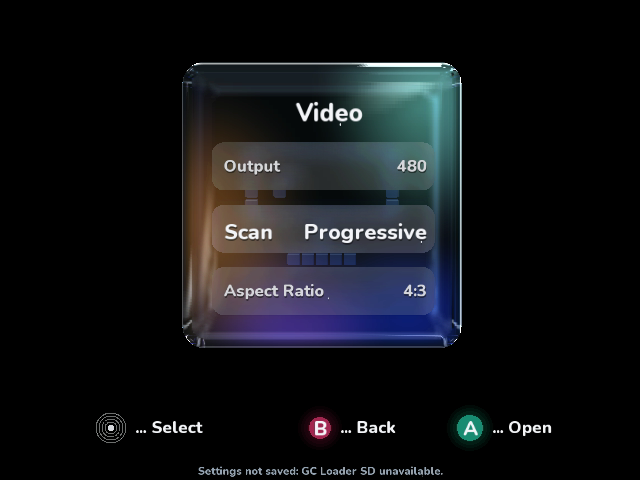 Video
Output 480
Scan Progressive
Aspect Ratio 4:3
... Select B ... Back A ... Open
Settings not saved: GC Loader SD unavailable.